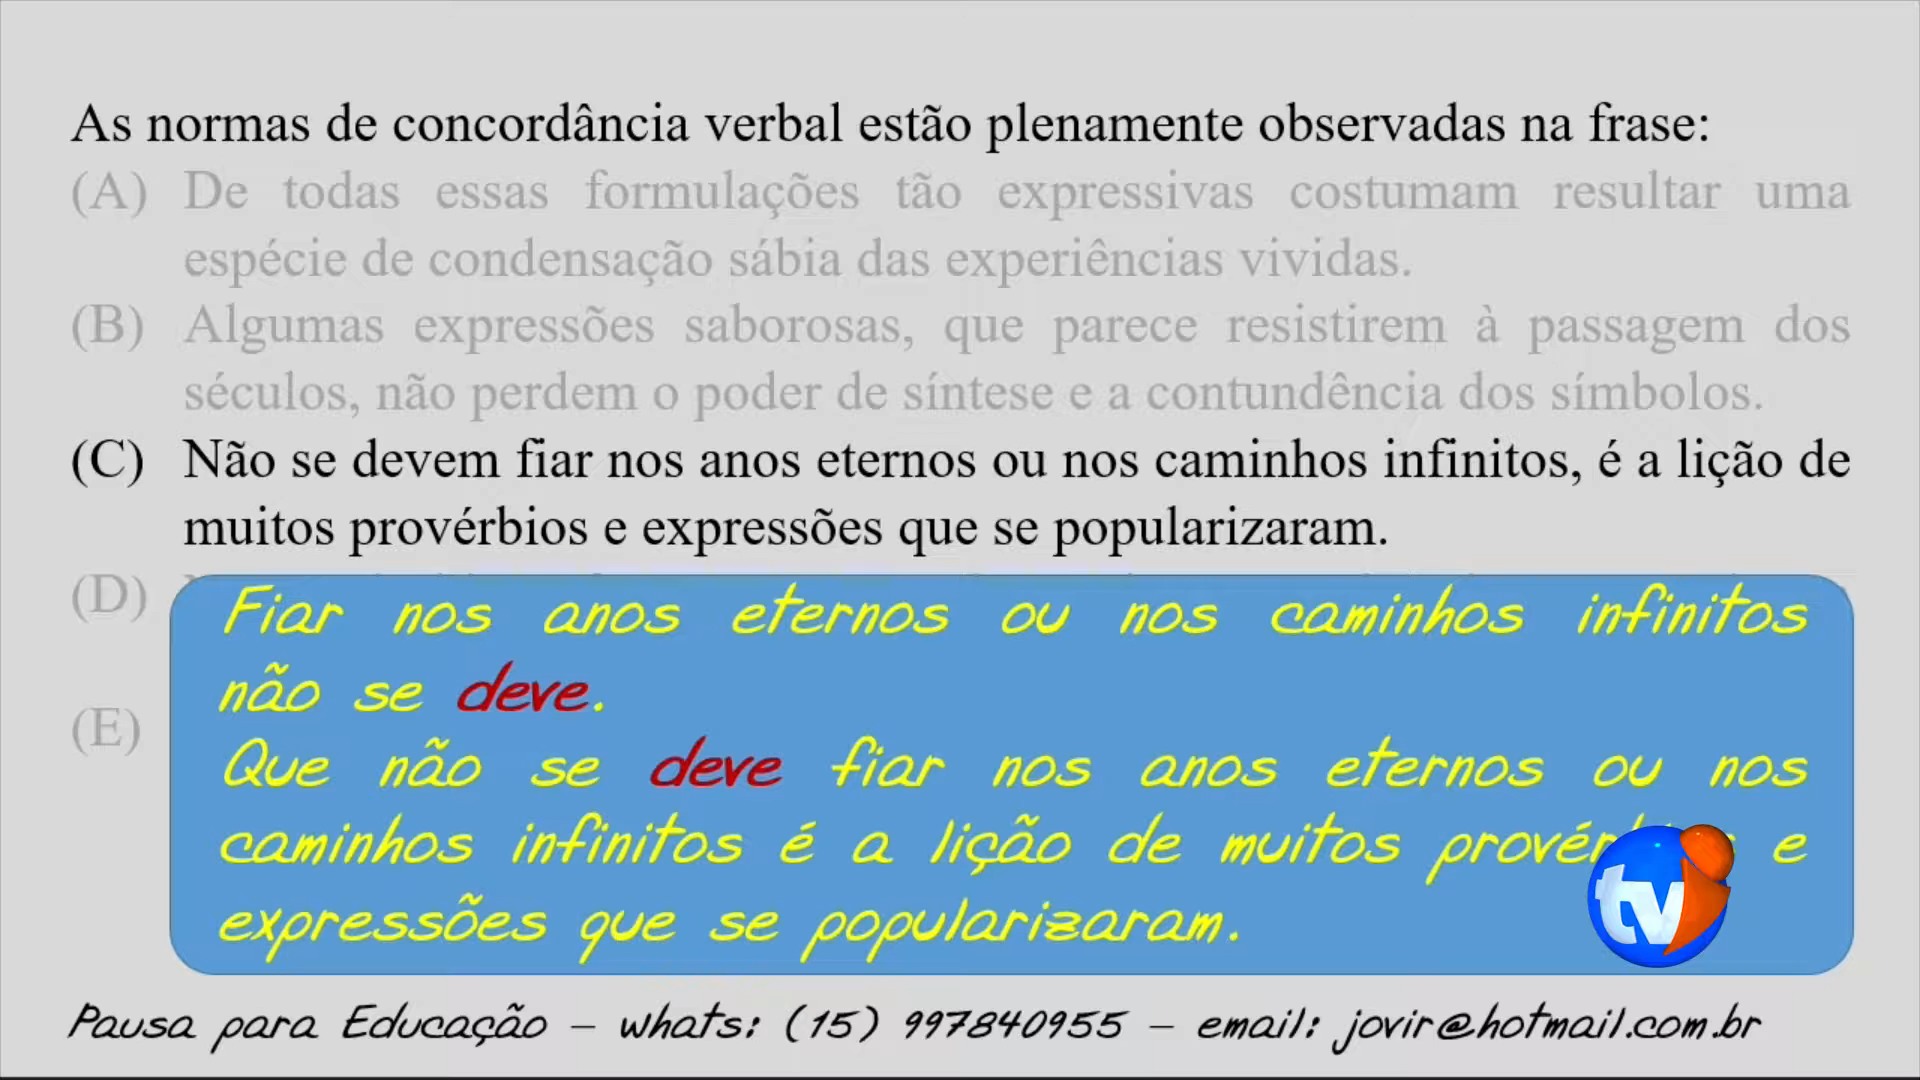 As normas de concordância verbal estão plenamente observadas na frase:
(A) De todas essas formulações tão expressivas costumam resultar uma
espécie de condensação sábia das experiências vividas.
(B) Algumas expressões saborosas, que parece resistirem à passagem dos
séculos, não perdem o poder de síntese e a contundência dos símbolos.
(C) Não se devem fiar nos anos eternos ou nos caminhos infinitos, é a lição de
muitos provérbios e expressões que se popularizaram.
(D)
Fiar nos anos eternos ou nos caminhos infinitos
não se deve.
(E)
Que não se deve fiar nos anos eternos ou nos
caminhos infinitos é a lição de muitos e
expressões que se popularizaram.
tvi
Pausa para Educação – whats: (15) 997840955 – email: jovir@hotmail.com.br